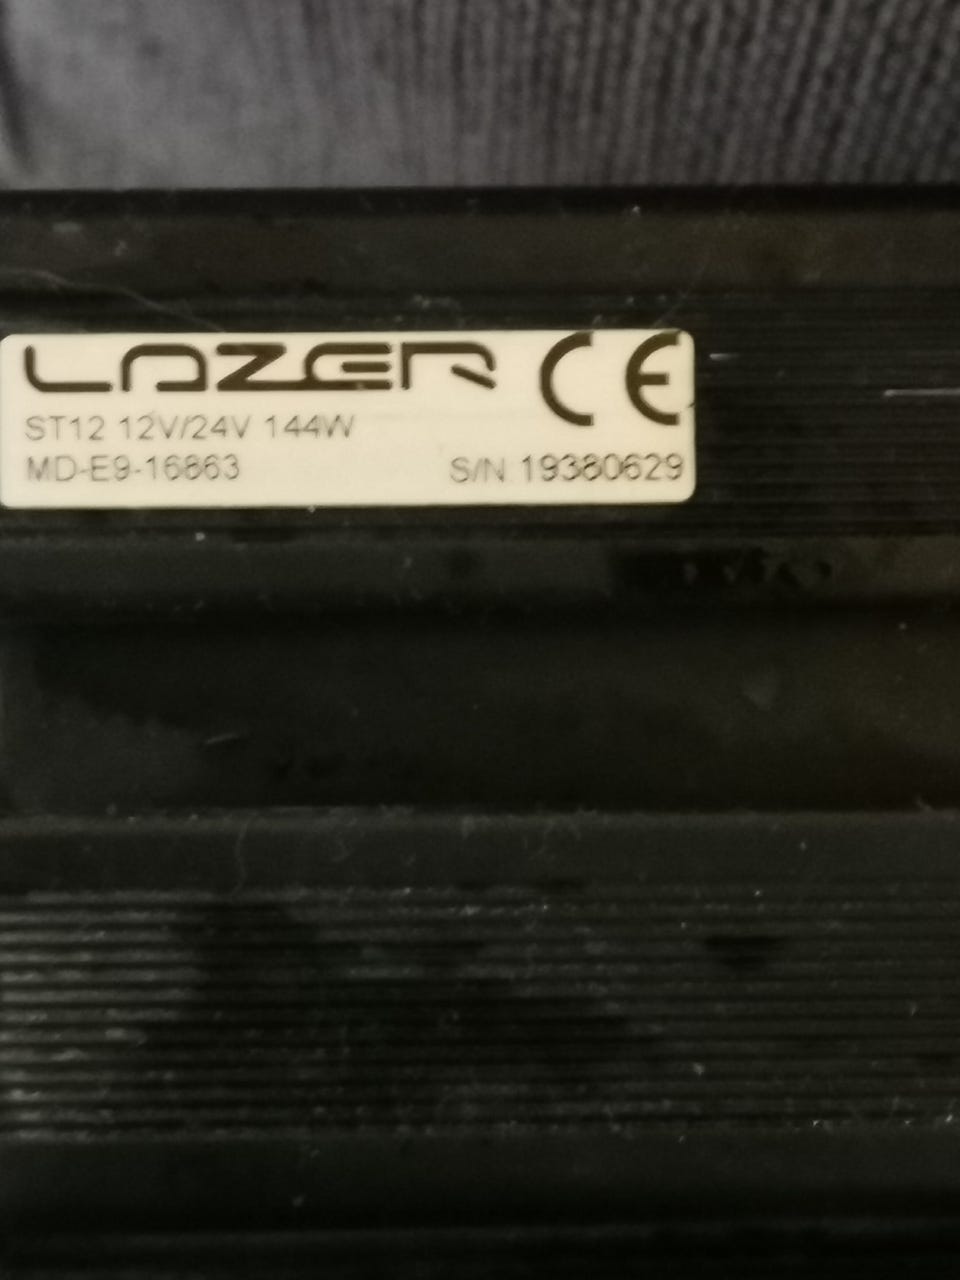 LAZER CE
ST12 12V/24V 144W
MD-E9-16863 S/N 19380629